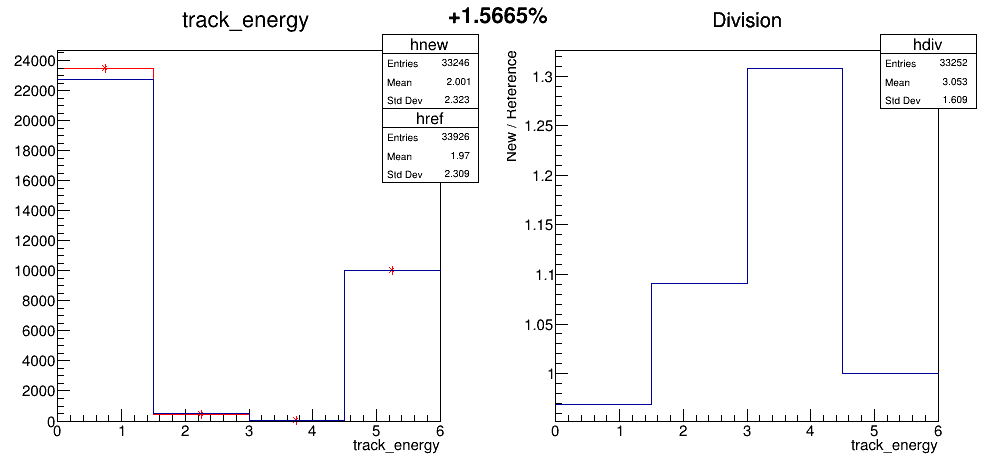 +1.5665%
track_energy
hnew
Entries 33246
Mean 2.001
Std Dev 2.323
href
Entries 33926
Mean 1.97
Std Dev 2.309
24000
22000
20000
18000
16000
14000
12000
10000
8000
6000
4000
2000
0
0 1 2 3 4 5 6
track_energy
Division
hdiv
Entries 33252
Mean 3.053
Std Dev 1.609
New / Reference
1.3
1.25
1.2
1.15
1.1
1.05
1
0 1 2 3 4 5 6
track_energy